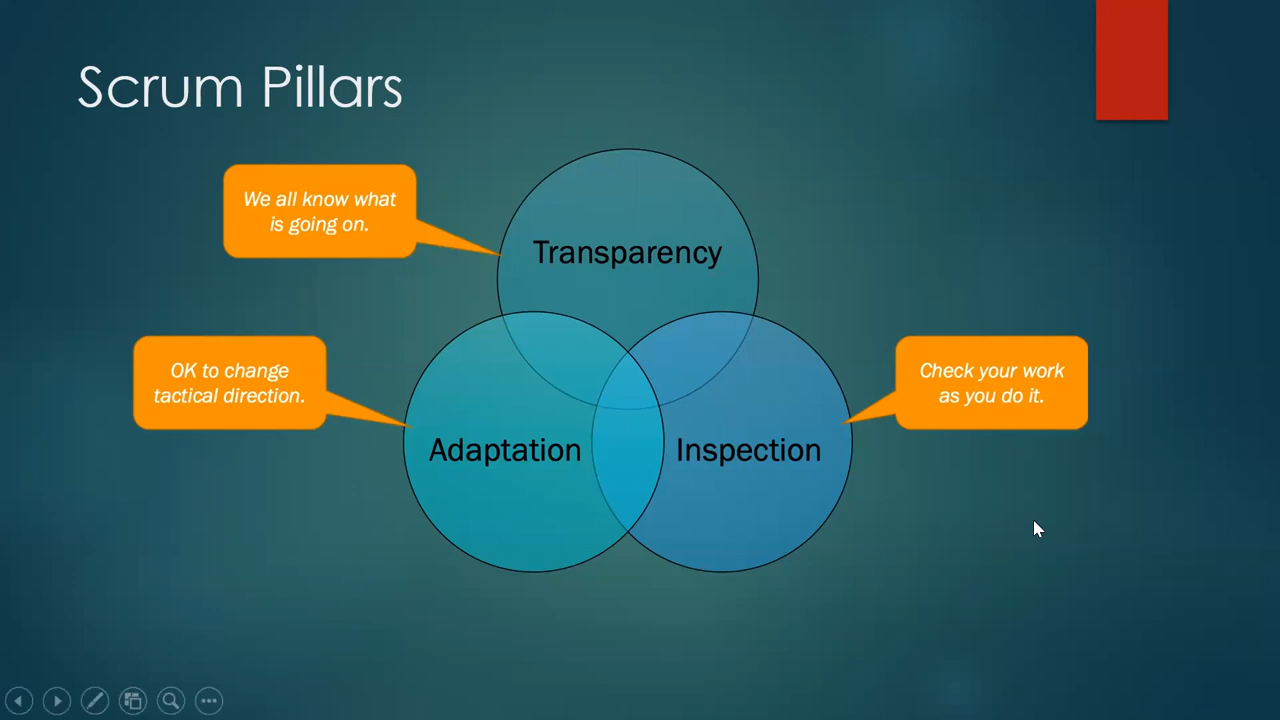 Scrum Pillars
We all know what
is going on.
Transparency
OK to change
tactical direction.
Check your work
as you do it.
Adaptation
Inspection